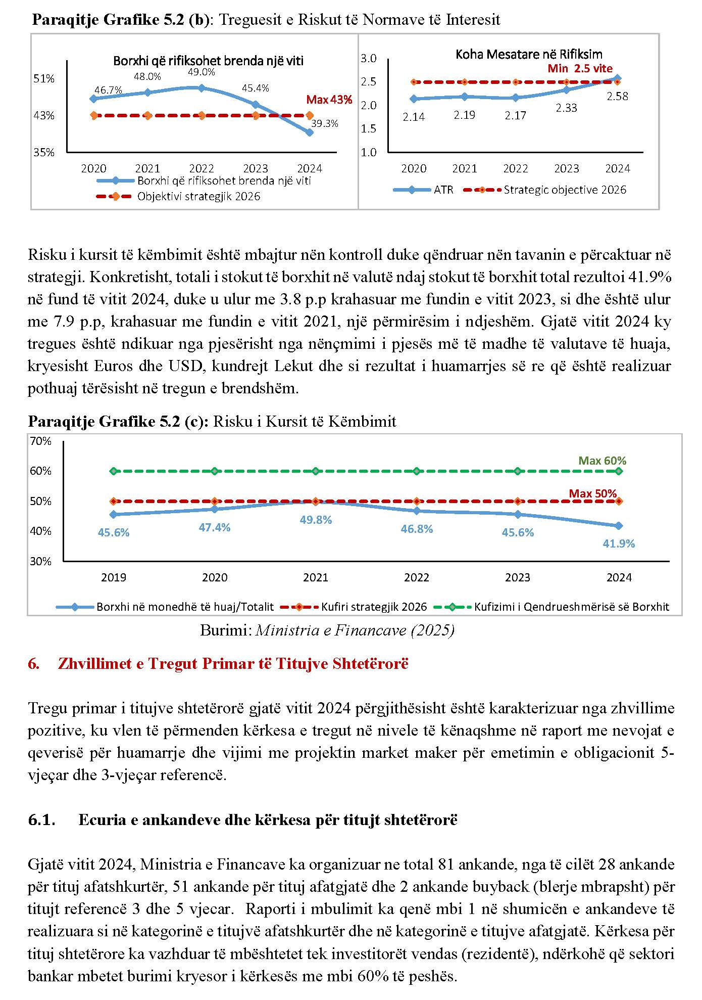 Paraqitje Grafike 5.2 (b): Treguesit e Riskut të Normave të Interesit
Borxhi që rifiksohet brenda një viti
51%
43%
35%
46.7%
48.0%
49.0%
45.4%
39.3%
Max 43%
2020 2021 2022 2023 2024
Borxhi që rifiksohet brenda një viti
Objektivi strategjik 2026
Koha Mesatare në Rifiksim
Min 2.5 vite
3.0
2.5
2.0
1.5
1.0
2.14
2.19
2.17
2.33
2.58
2020 2021 2022 2023 2024
ATR Strategic objective 2026
Risku i kursit të këmbimit është mbajtur nën kontroll duke qëndruar nën tavanin e përcaktuar në
strategji. Konkretisht, totali i stokut të borxhit në valutë ndaj stokut të borxhit total rezultoi 41.9%
në fund të vitit 2024, duke u ulur me 3.8 p.p krahasuar me fundin e vitit 2023, si dhe është ulur
me 7.9 p.p, krahasuar me fundin e vitit 2021, një përmirësim i ndjeshëm. Gjatë vitit 2024 ky
tregues është ndikuar nga pjesërisht nga nënçmimi i pjesës më të madhe të valutave të huaja,
kryesisht Euros dhe USD, kundrejt Lekut dhe si rezultat i huamarrjes së re që është realizuar
pothuaj tërësisht në tregun e brendshëm.
Paraqitje Grafike 5.2 (c): Risku i Kursit të Këmbimit
70%
60%
50%
40%
30%
Max 60%
Max 50%
45.6%
47.4%
49.8%
46.8%
45.6%
41.9%
2019 2020 2021 2022 2023 2024
Borxhi në monedhë të huaj/Totalit Kufiri strategjik 2026 Kufizimi i Qendrueshmërisë së Borxhit
Burimi: Ministria e Financave (2025)
6. Zhvillimet e Tregut Primar të Titujve Shtetërorë
Tregu primar i titujve shtetërorë gjatë vitit 2024 përgjithësisht është karakterizuar nga zhvillime
pozitive, ku vlen të përmenden kërkesa e tregut në nivele të kënaqshme në raport me nevojat e
qeverisë për huamarrje dhe vijimi me projektin market maker për emetimin e obligacionit 5-
vjeçar dhe 3-vjeçar referencë.
6.1. Ecuria e ankandeve dhe kërkesa për titujt shtetërorë
Gjatë vitit 2024, Ministria e Financave ka organizuar ne total 81 ankande, nga të cilët 28 ankande
për tituj afatshkurtër, 51 ankande për tituj afatgjatë dhe 2 ankande buyback (blerje mbrapsht) për
titujt referencë 3 dhe 5 vjecar. Raporti i mbulimit ka qenë mbi 1 në shumicën e ankandeve të
realizuara si në kategorinë e titujvë afatshkurtër dhe në kategorinë e titujve afatgjatë. Kërkesa për
tituj shtetërore ka vazhduar të mbështetet tek investitorët vendas (rezidentë), ndërkohë që sektori
bankar mbetet burimi kryesor i kërkesës me mbi 60% të peshës.